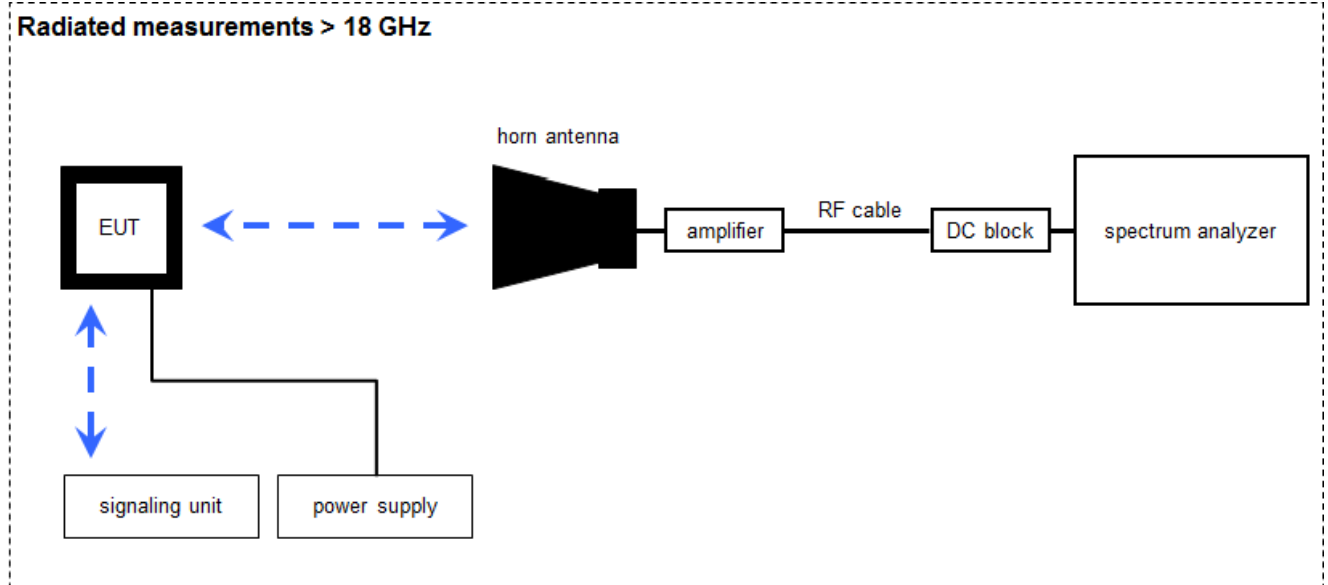 Radiated measurements > 18 GHz
horn antenna
EUT
amplifier
RF cable
DC block
spectrum analyzer
signaling unit
power supply